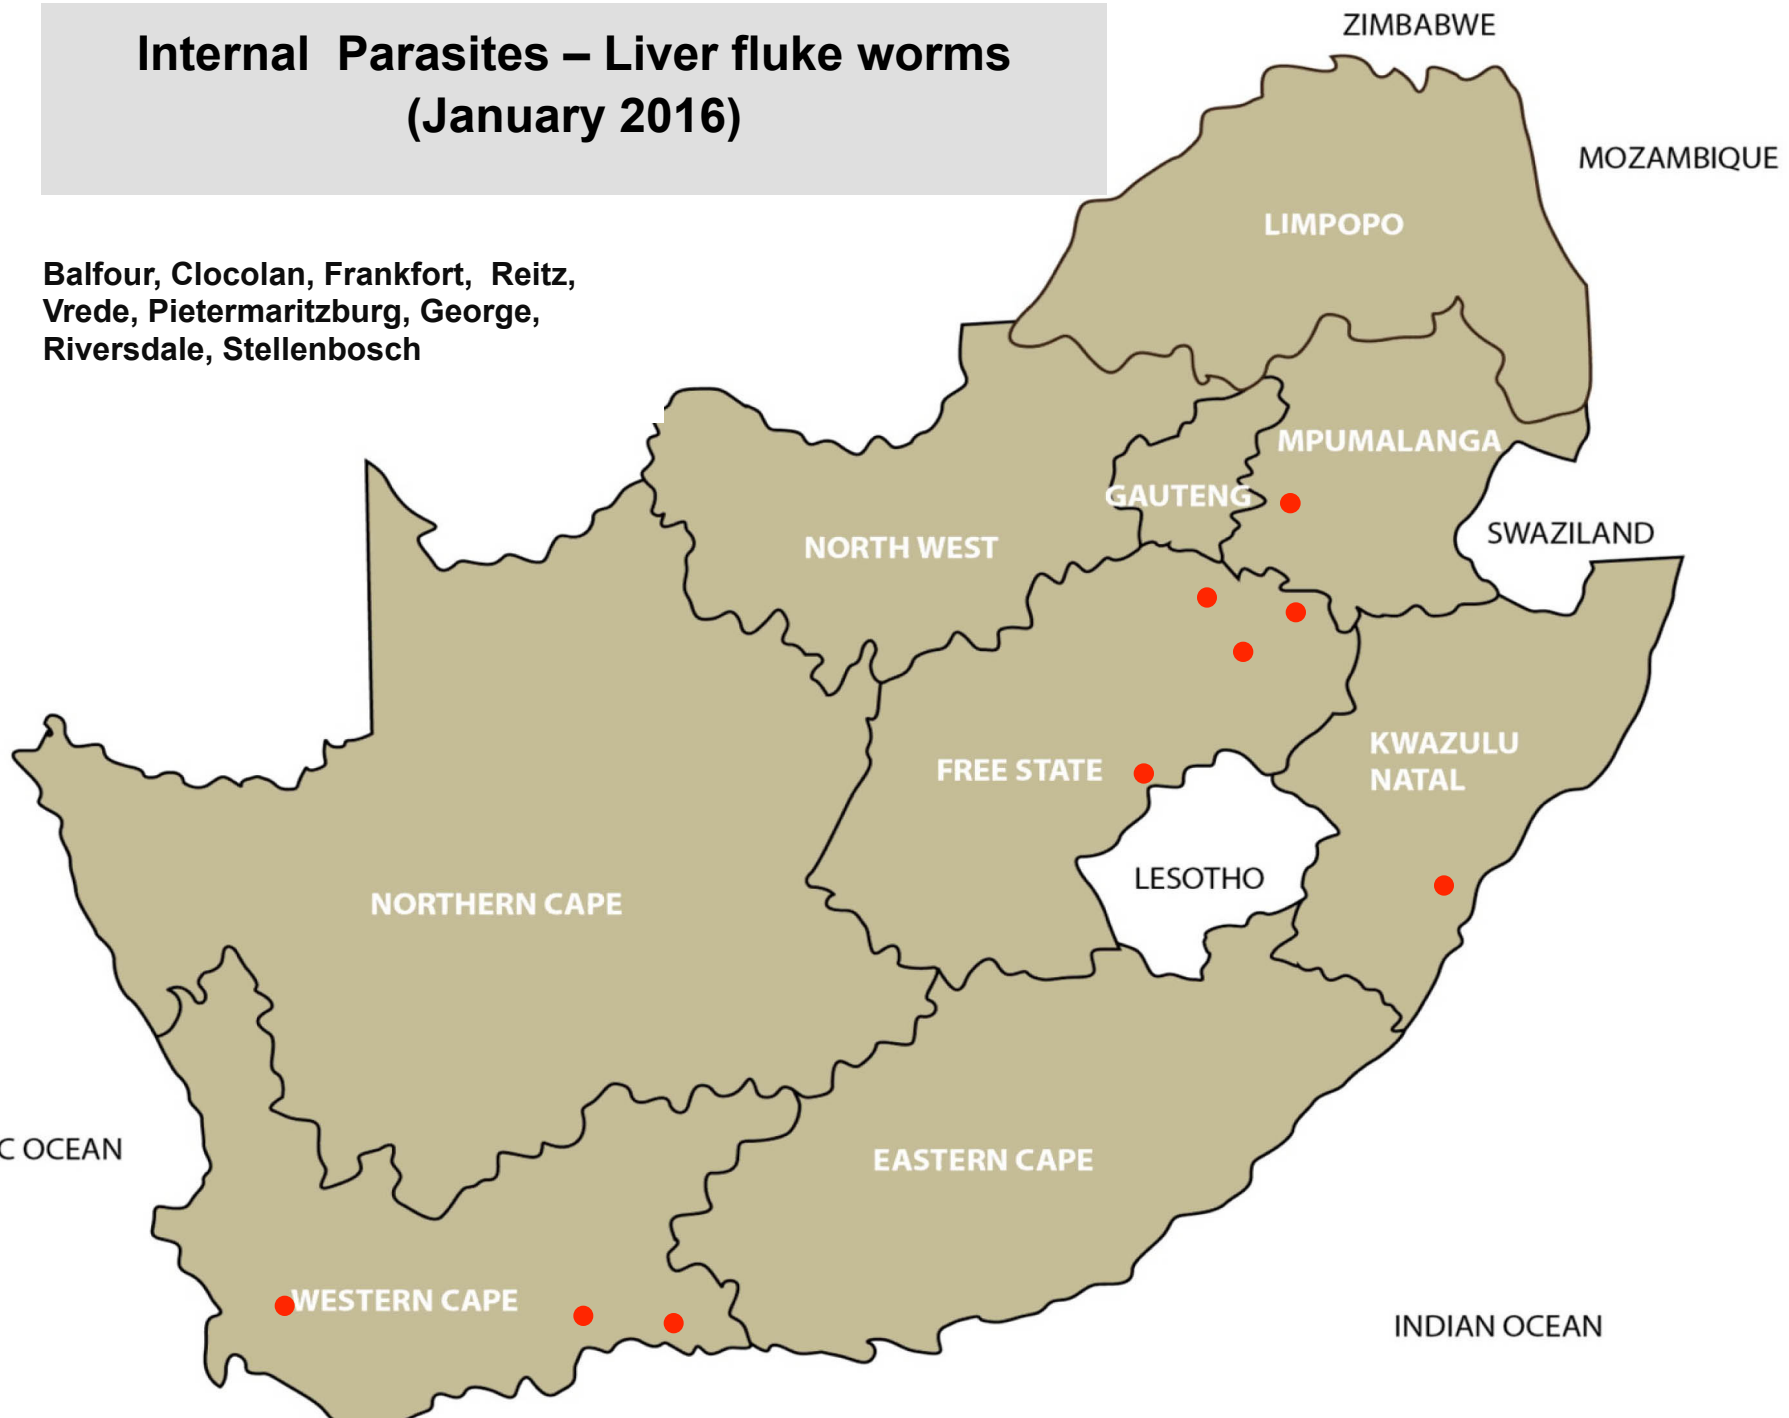 Internal  Parasites – Liver fluke worms
(January 2016)
Balfour, Clocolan, Frankfort,  Reitz,
Vrede, Pietermaritzburg, George,
Riversdale, Stellenbosch
ZIMBABWE
MOZAMBIQUE
LIMPOPO
MPUMALANGA
GAUTENG
SWAZILAND
NORTH WEST
KWAZULU
NATAL
FREE STATE
LESOTHO
NORTHERN CAPE
C OCEAN
EASTERN CAPE
WESTERN CAPE
INDIAN OCEAN